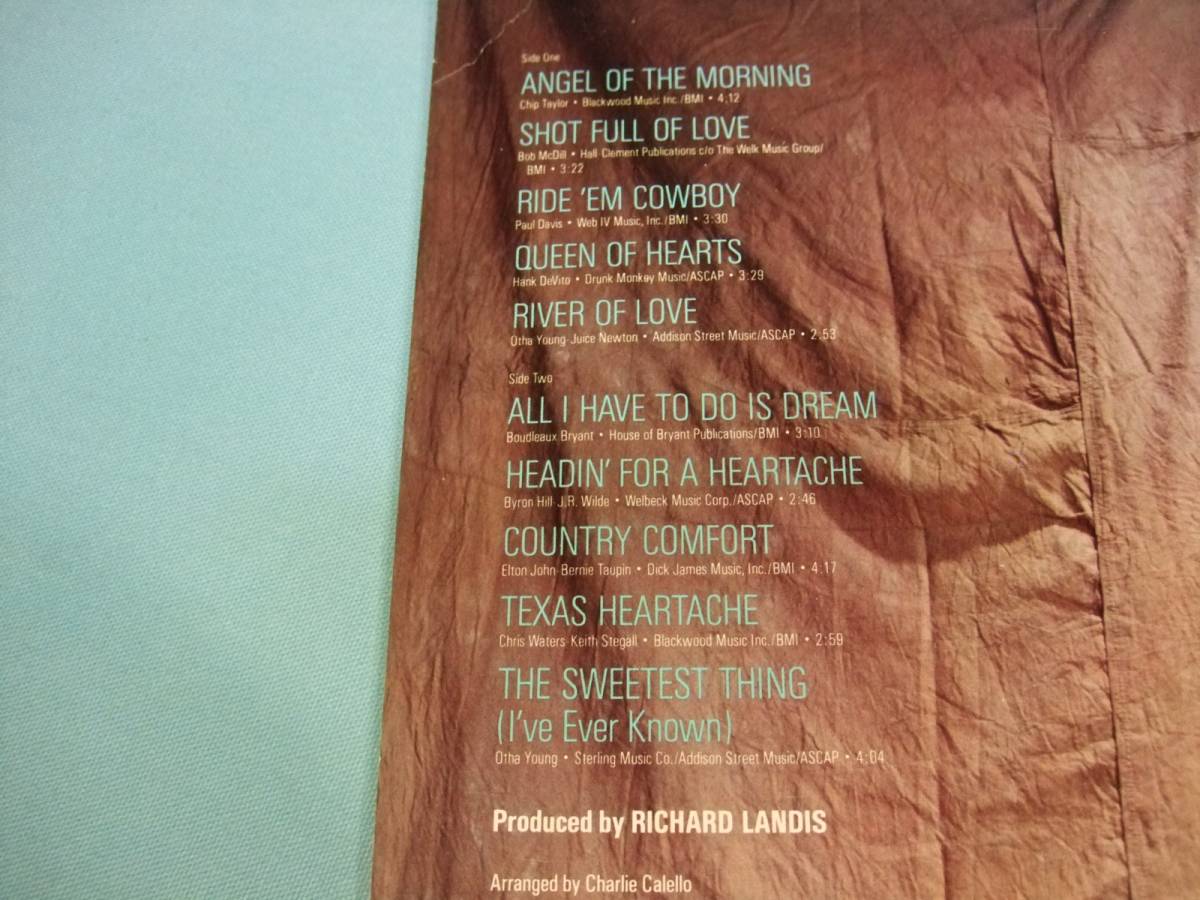 Side One
ANGEL OF THE MORNING
Chip Taylor • Blackwood Music Inc./BMI • 4:12
SHOT FULL OF LOVE
Bob McDill • Hall-Clement Publications c/o The Welk Music Group/
BMI • 3:22
RIDE 'EM COWBOY
Paul Davis • Web IV Music, Inc./BMI • 3:30
QUEEN OF HEARTS
Hank DeVito • Drunk Monkey Music/ASCAP • 3:29
RIVER OF LOVE
Otha Young-Juice Newton • Addison Street Music/ASCAP • 2:53
Side Two
ALL I HAVE TO DO IS DREAM
Boudleaux Bryant • House of Bryant Publications/BMI • 3:10
HEADIN' FOR A HEARTACHE
Byron Hill-J.R. Wilde • Welbeck Music Corp./ASCAP • 2:46
COUNTRY COMFORT
Elton John-Bernie Taupin • Dick James Music, Inc./BMI • 4:17
TEXAS HEARTACHE
Chris Waters-Keith Stegall • Blackwood Music Inc./BMI • 2:59
THE SWEETEST THING
(I've Ever Known)
Otha Young • Sterling Music Co./Addison Street Music/ASCAP • 4:04
Produced by RICHARD LANDIS
Arranged by Charlie Calello